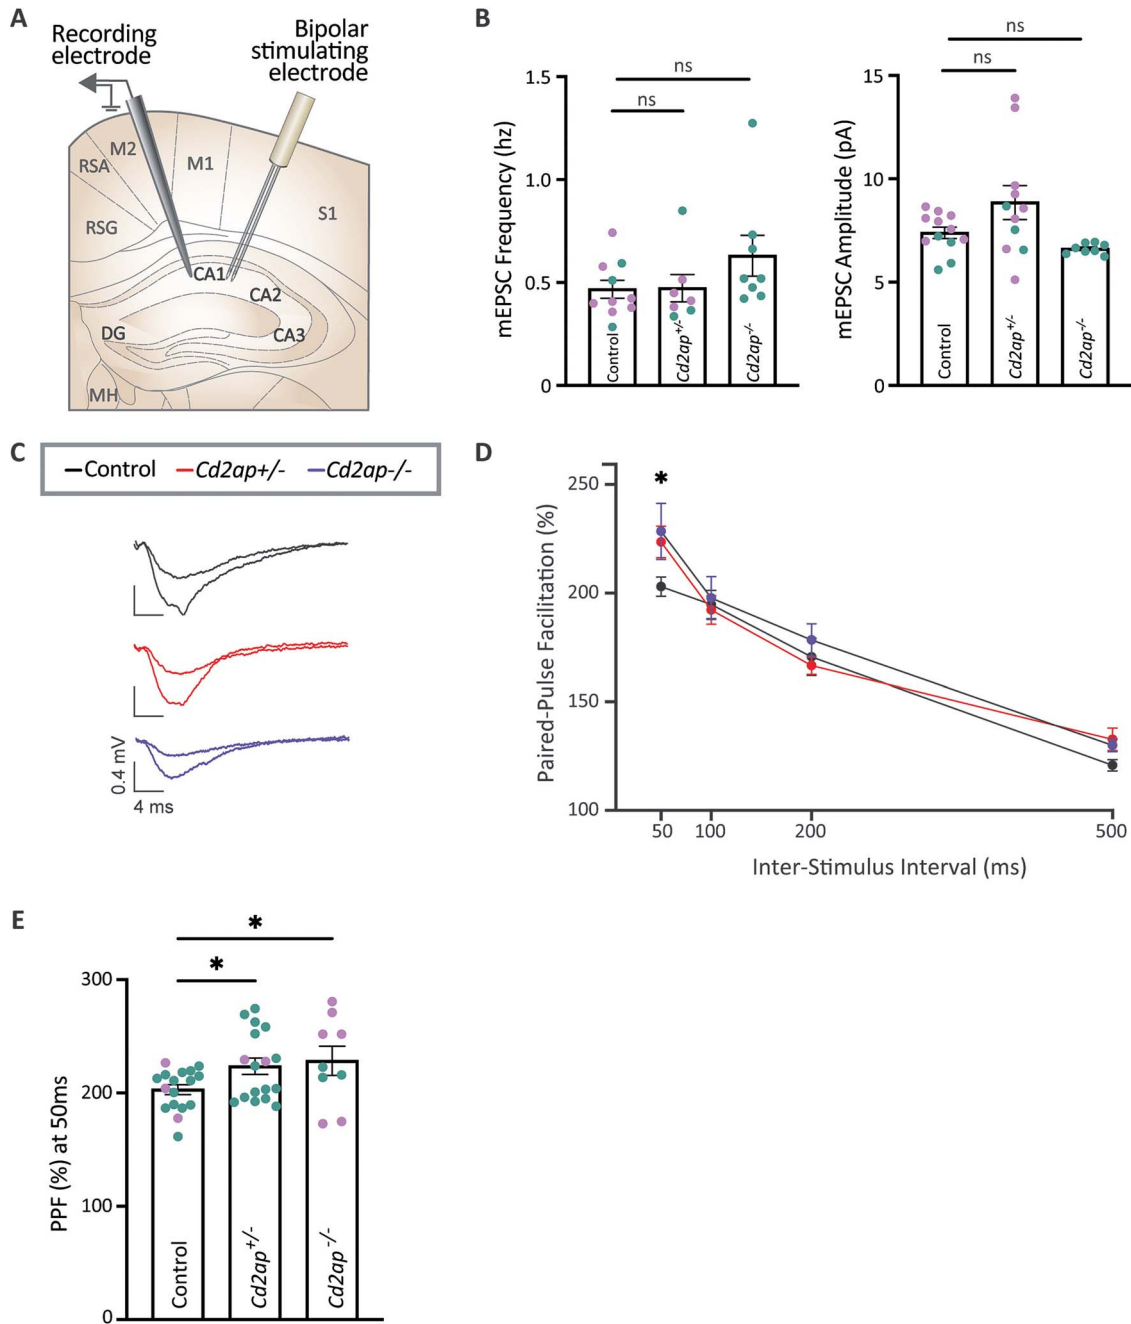 A
Recording
electrode
Bipolar
stimulating
electrode
M2
M1
RSA
S1
RSG
CA1
CA2
DG
CA3
MH
B
ns
ns
1.5
1.0
0.5
0
mEPSC Frequency (hz)
Control
Cd2ap+/-
Cd2ap-/-
ns
ns
15
10
5
0
mEPSC Amplitude (pA)
Control
Cd2ap+/-
Cd2ap-/-
C
Control Cd2ap+/- Cd2ap-/-
0.4 mV
4 ms
D
*
250
200
150
100
Paired-Pulse Facilitation (%)
50 100 200 500
Inter-Stimulus Interval (ms)
E
*
*
300
200
100
0
PPF (%) at 50ms
Control
Cd2ap+/-
Cd2ap-/-